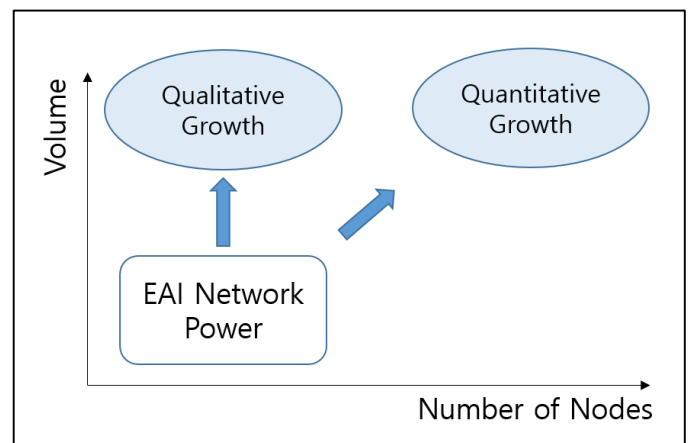 Volume
Qualitative
Growth
Quantitative
Growth
EAI Network
Power
Number of Nodes